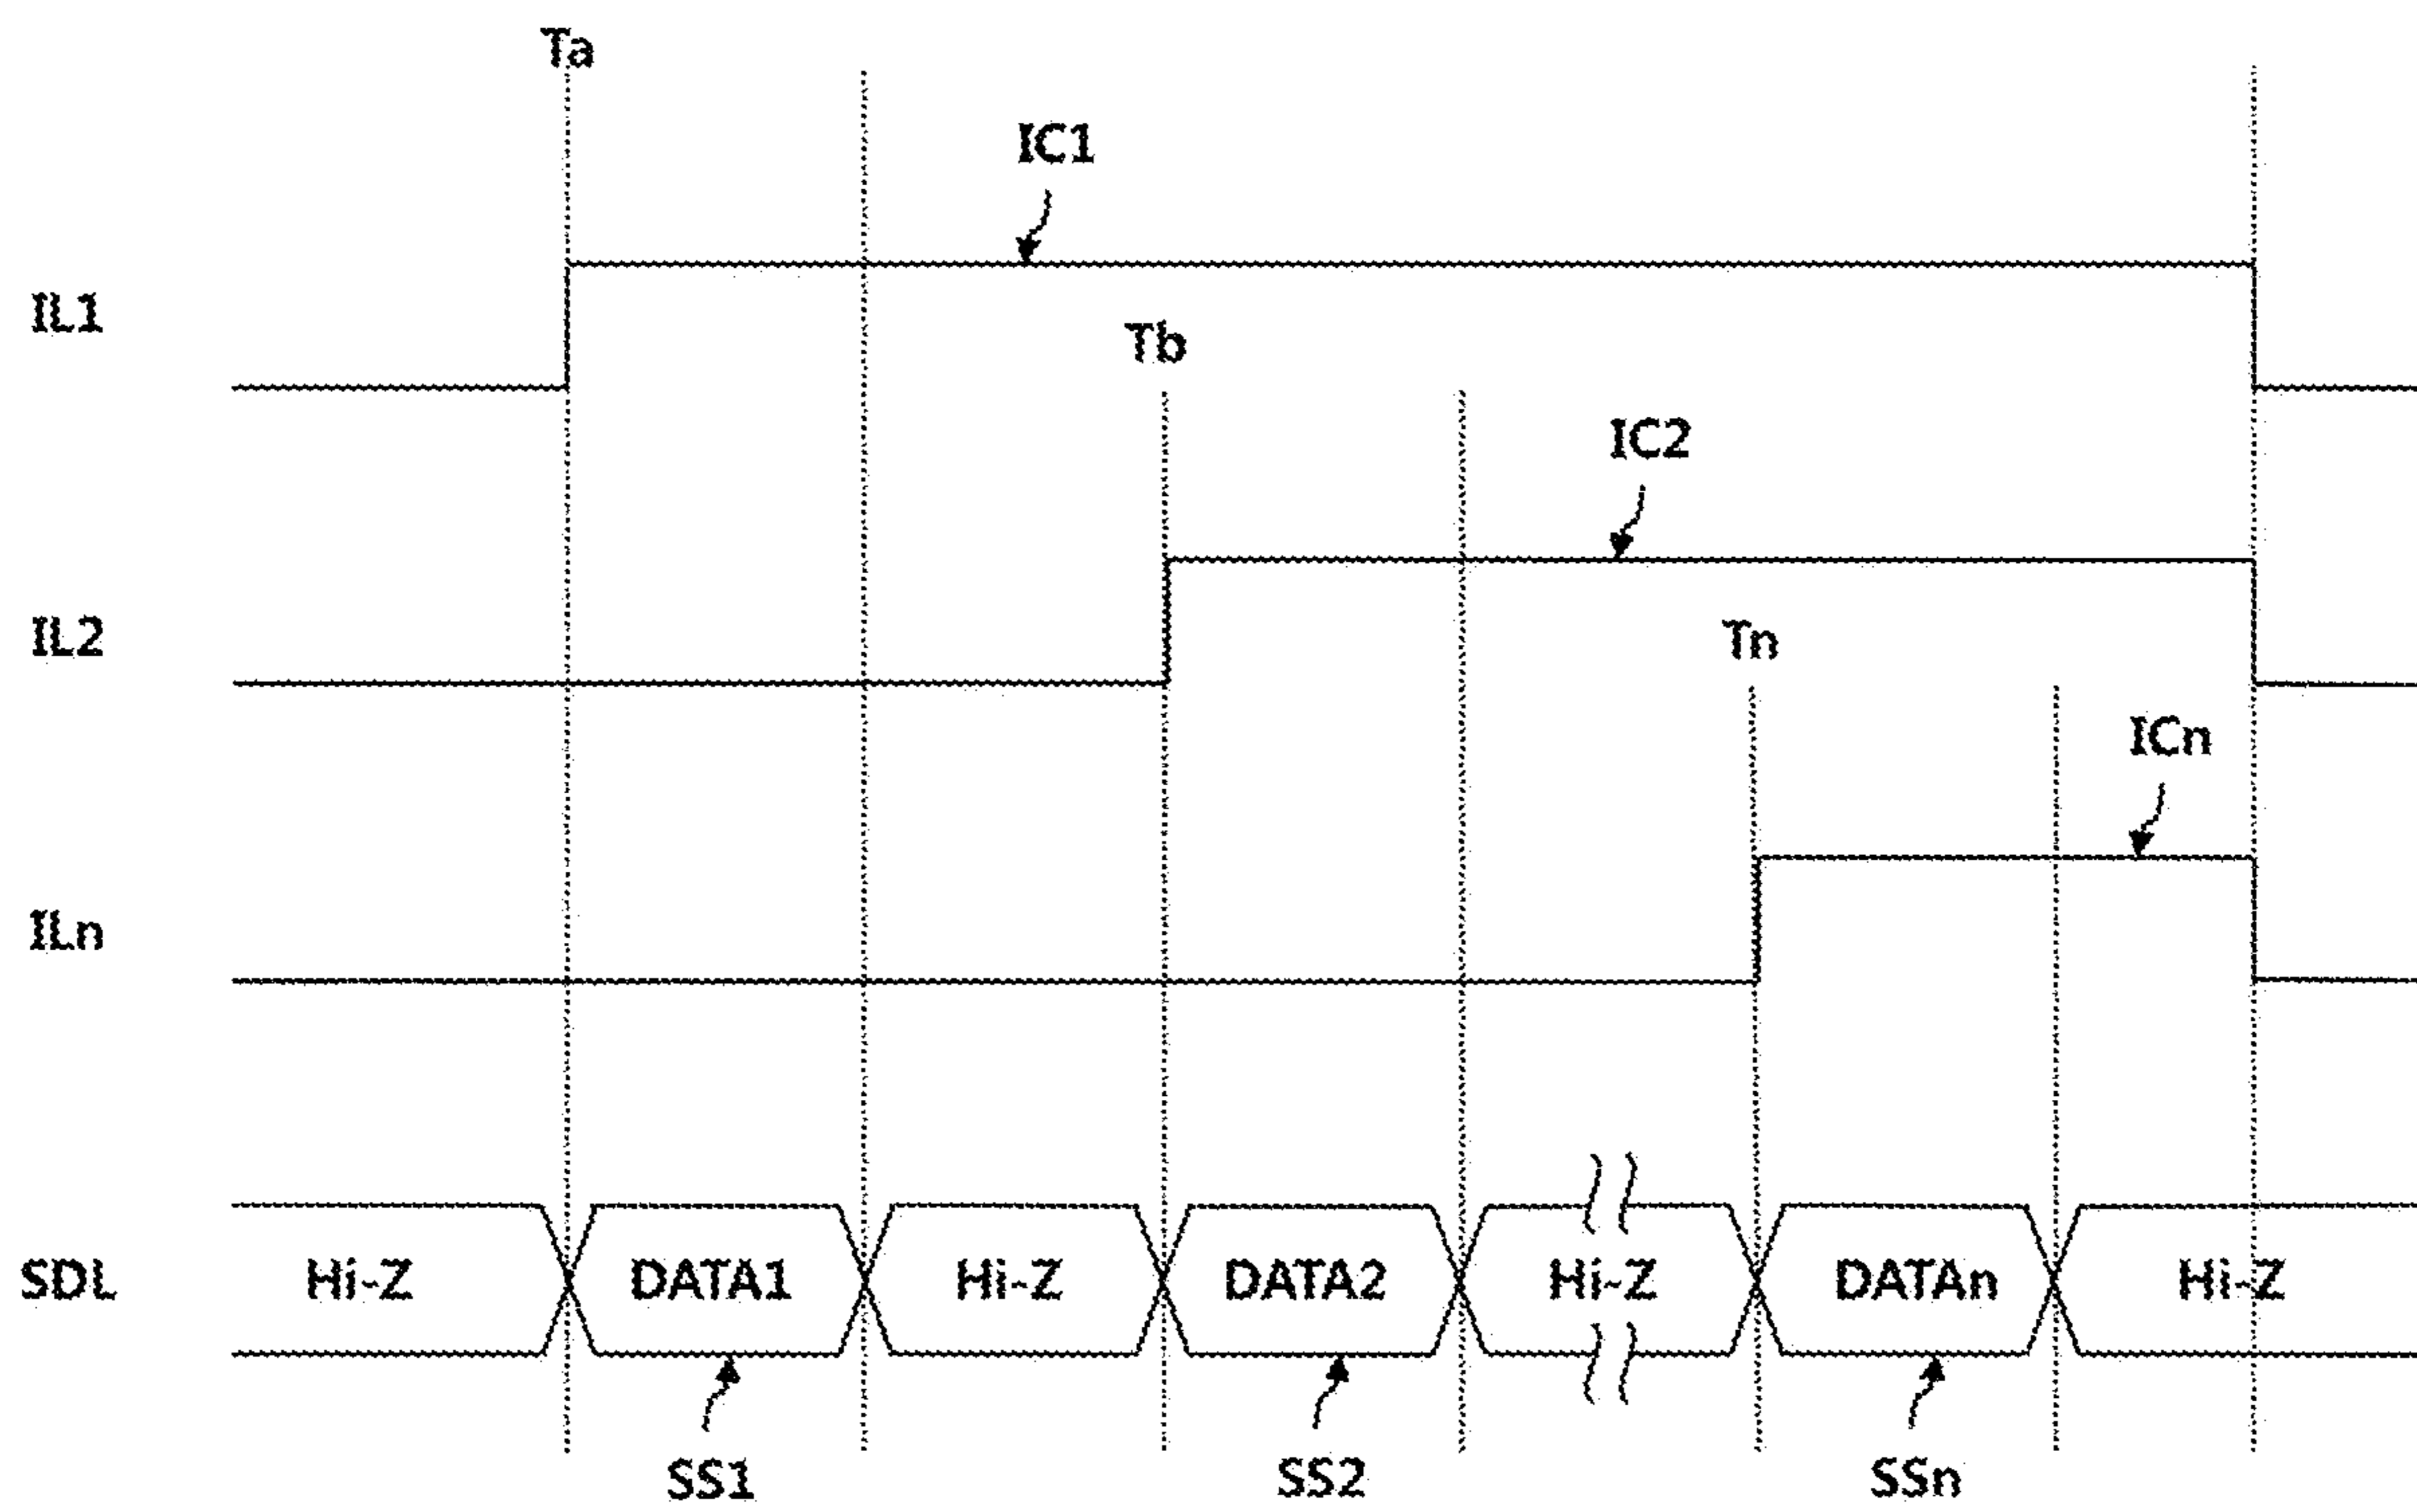 Ta
IC1
IL1
Tb
IC2
IL2
Tn
ICn
ILn
SDL Hi-Z DATA1 Hi-Z DATA2 Hi-Z DATAn Hi-Z
SS1 SS2 SSn